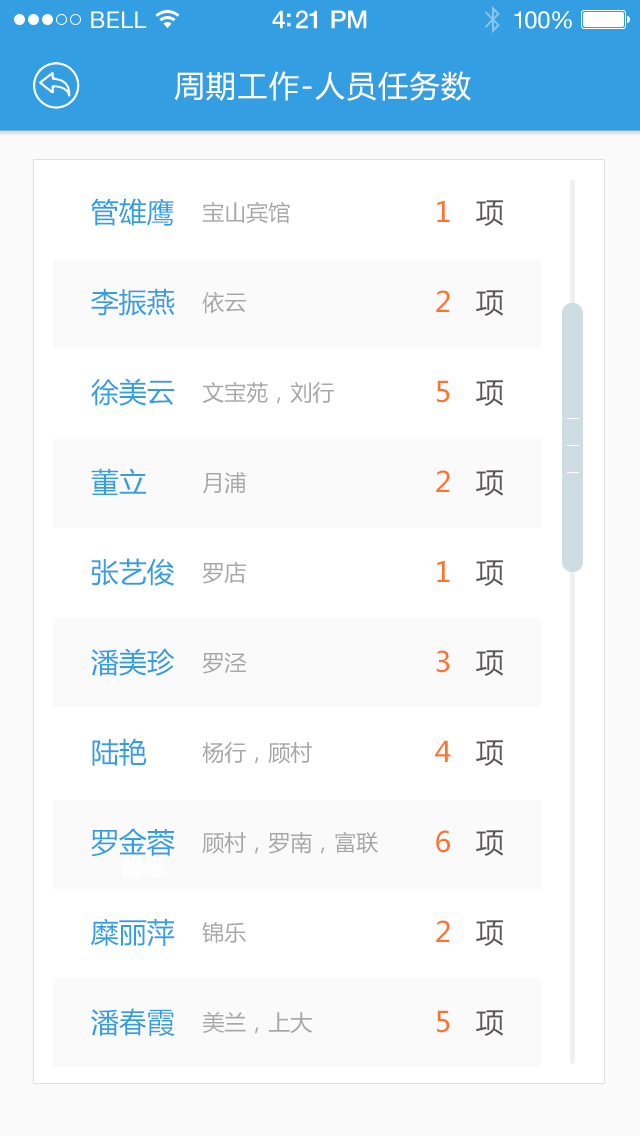 BELL 4:21 PM 100%
周期工作-人员任务数
管雄鹰 宝山宾馆 1 项
李振燕 依云 2 项
徐美云 文宝苑，刘行 5 项
董立 月浦 2 项
张艺俊 罗店 1 项
潘美珍 罗泾 3 项
陆艳 杨行，顾村 4 项
罗金蓉 顾村，罗南，富联 6 项
糜丽萍 锦乐 2 项
潘春霞 美兰，上大 5 项